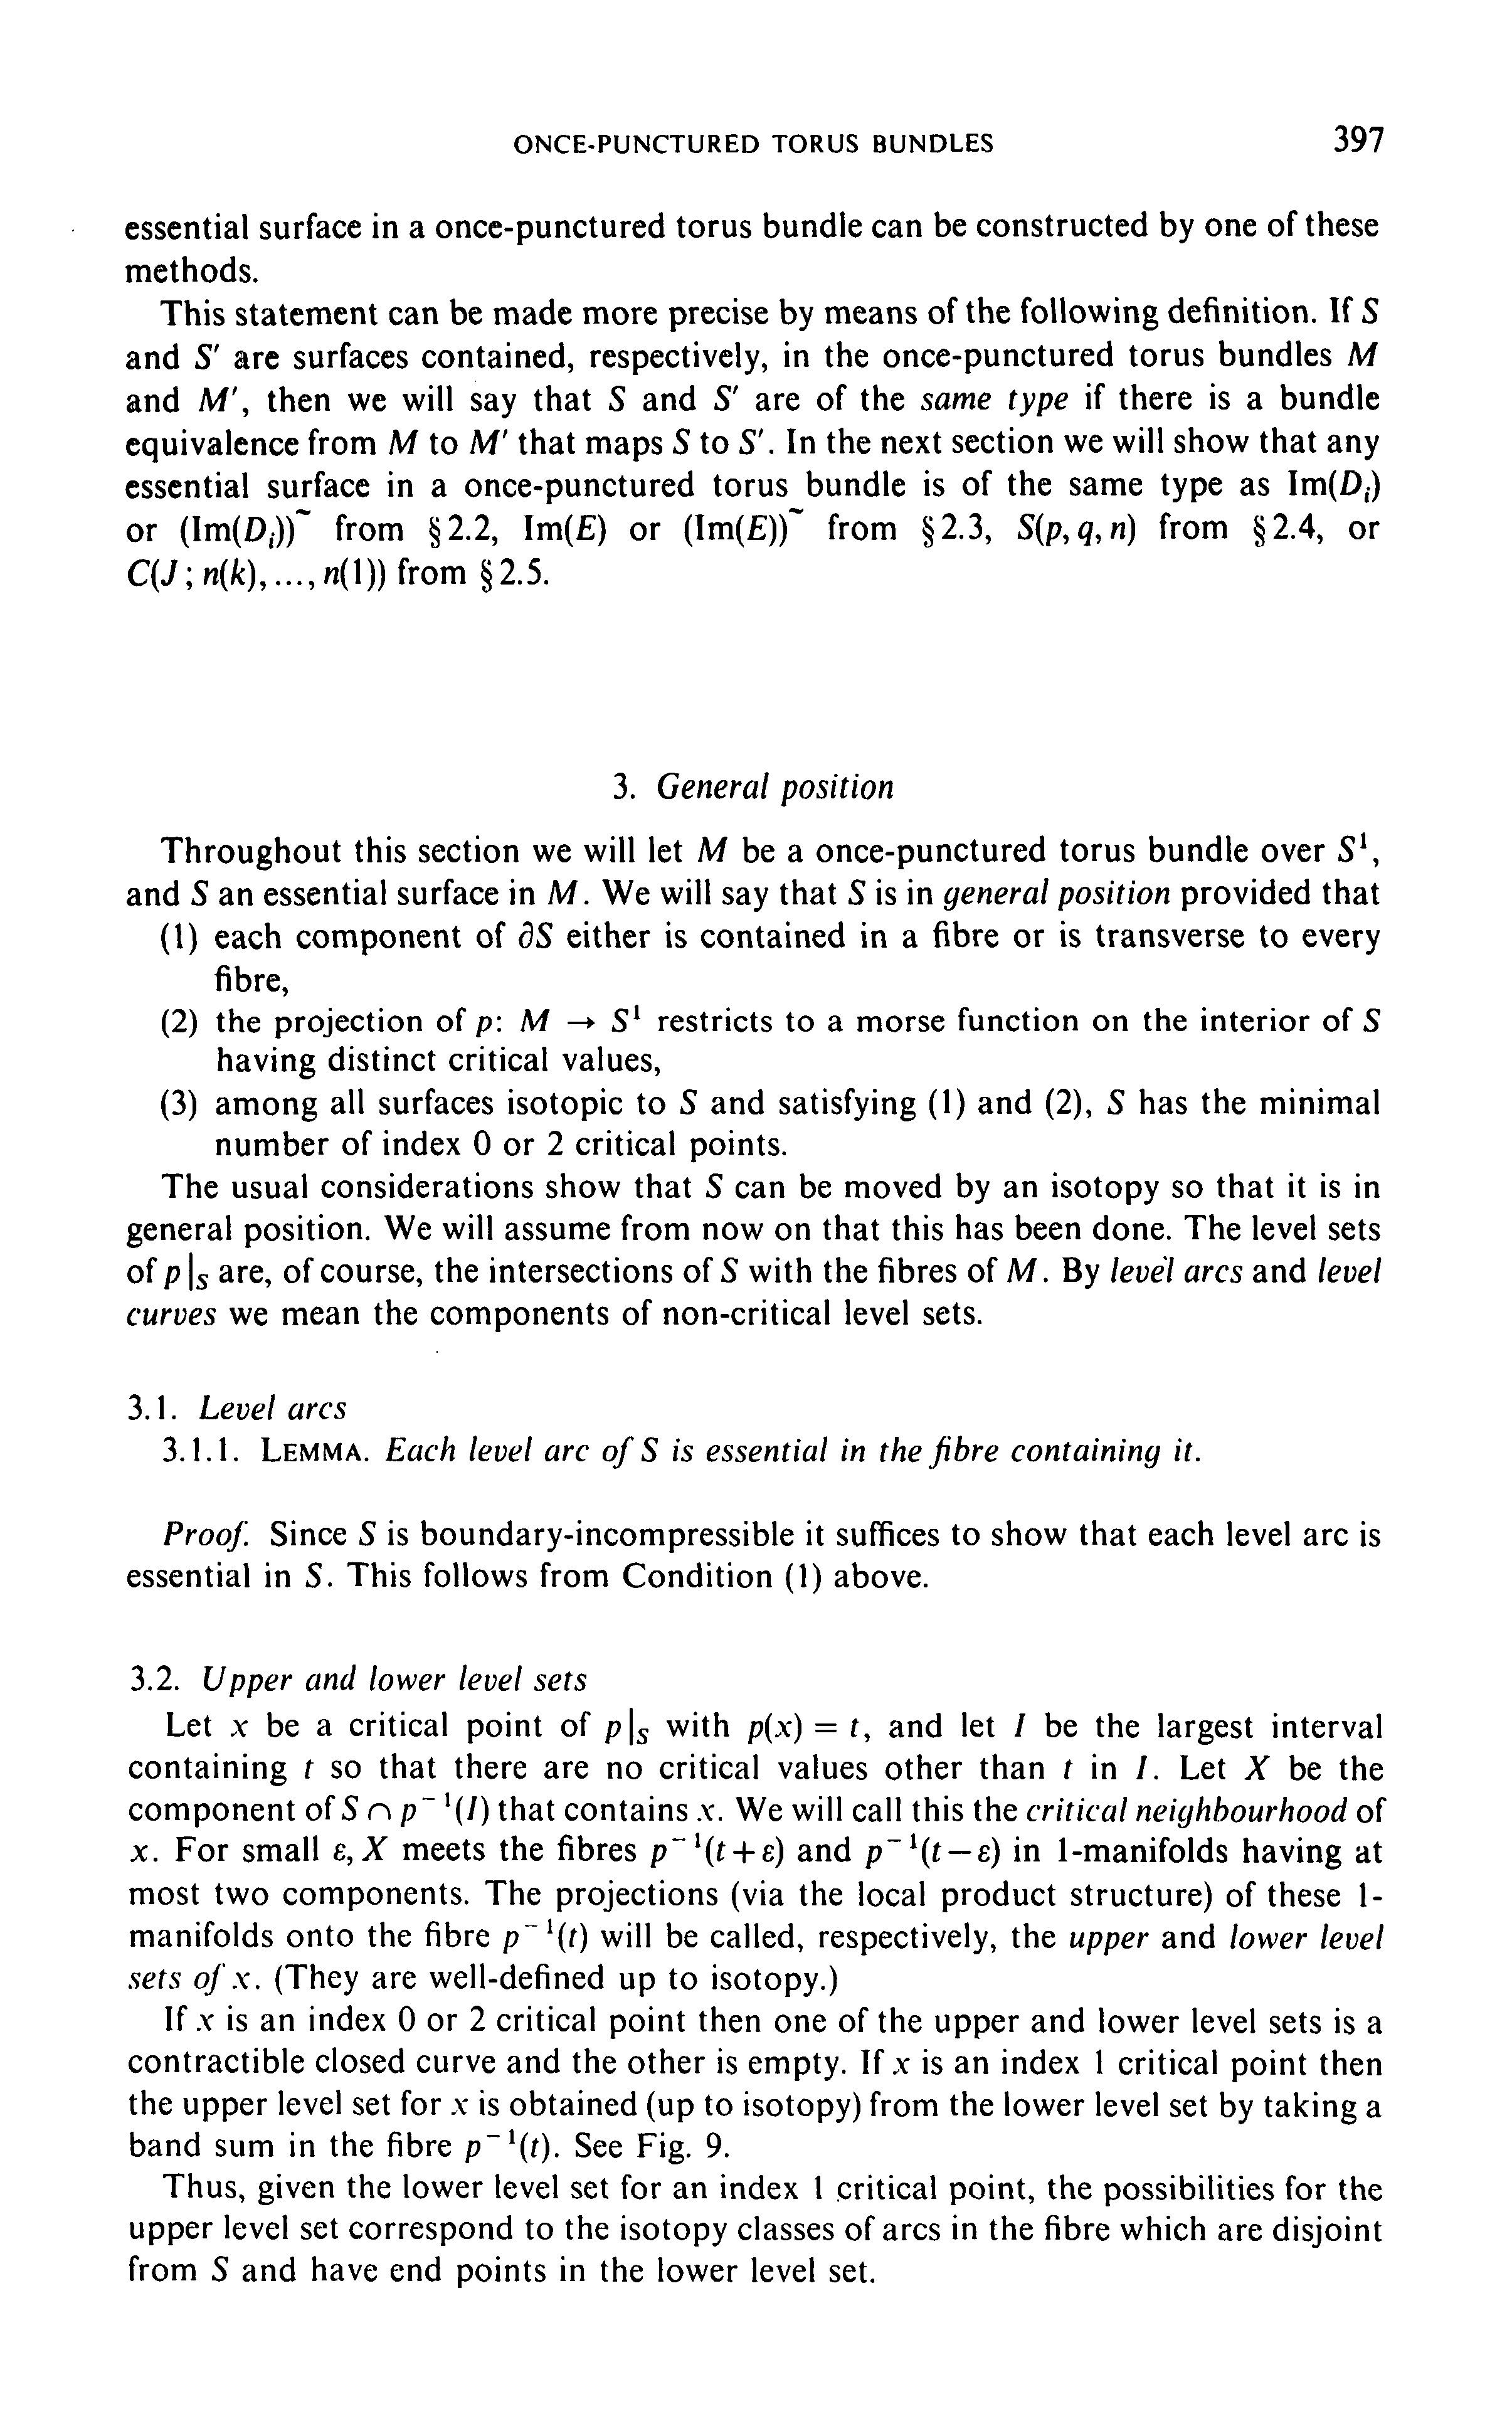 ONCE-PUNCTURED TORUS BUNDLES 397
essential surface in a once-punctured torus bundle can be constructed by one of these
methods.
This statement can be made more precise by means of the following definition. If S
and S′ are surfaces contained, respectively, in the once-punctured torus bundles M
and M′, then we will say that S and S′ are of the same type if there is a bundle
equivalence from M to M′ that maps S to S′. In the next section we will show that any
essential surface in a once-punctured torus bundle is of the same type as Im(Dᵢ)
or (Im(Dᵢ))~ from § 2.2, Im(E) or (Im(E))~ from § 2.3, S(p, q, n) from § 2.4, or
C(J ; n(k), ..., n(1)) from § 2.5.
3. General position
Throughout this section we will let M be a once-punctured torus bundle over S¹,
and S an essential surface in M. We will say that S is in general position provided that
(1) each component of ∂S either is contained in a fibre or is transverse to every
fibre,
(2) the projection of p: M → S¹ restricts to a morse function on the interior of S
having distinct critical values,
(3) among all surfaces isotopic to S and satisfying (1) and (2), S has the minimal
number of index 0 or 2 critical points.
The usual considerations show that S can be moved by an isotopy so that it is in
general position. We will assume from now on that this has been done. The level sets
of p|S are, of course, the intersections of S with the fibres of M. By level arcs and level
curves we mean the components of non-critical level sets.
3.1. Level arcs
3.1.1. LEMMA. Each level arc of S is essential in the fibre containing it.
Proof. Since S is boundary-incompressible it suffices to show that each level arc is
essential in S. This follows from Condition (1) above.
3.2. Upper and lower level sets
Let x be a critical point of p|S with p(x) = t, and let I be the largest interval
containing t so that there are no critical values other than t in I. Let X be the
component of S ∩ p⁻¹(I) that contains x. We will call this the critical neighbourhood of
x. For small ε, X meets the fibres p⁻¹(t+ε) and p⁻¹(t−ε) in 1-manifolds having at
most two components. The projections (via the local product structure) of these 1-
manifolds onto the fibre p⁻¹(t) will be called, respectively, the upper and lower level
sets of x. (They are well-defined up to isotopy.)
If x is an index 0 or 2 critical point then one of the upper and lower level sets is a
contractible closed curve and the other is empty. If x is an index 1 critical point then
the upper level set for x is obtained (up to isotopy) from the lower level set by taking a
band sum in the fibre p⁻¹(t). See Fig. 9.
Thus, given the lower level set for an index 1 critical point, the possibilities for the
upper level set correspond to the isotopy classes of arcs in the fibre which are disjoint
from S and have end points in the lower level set.